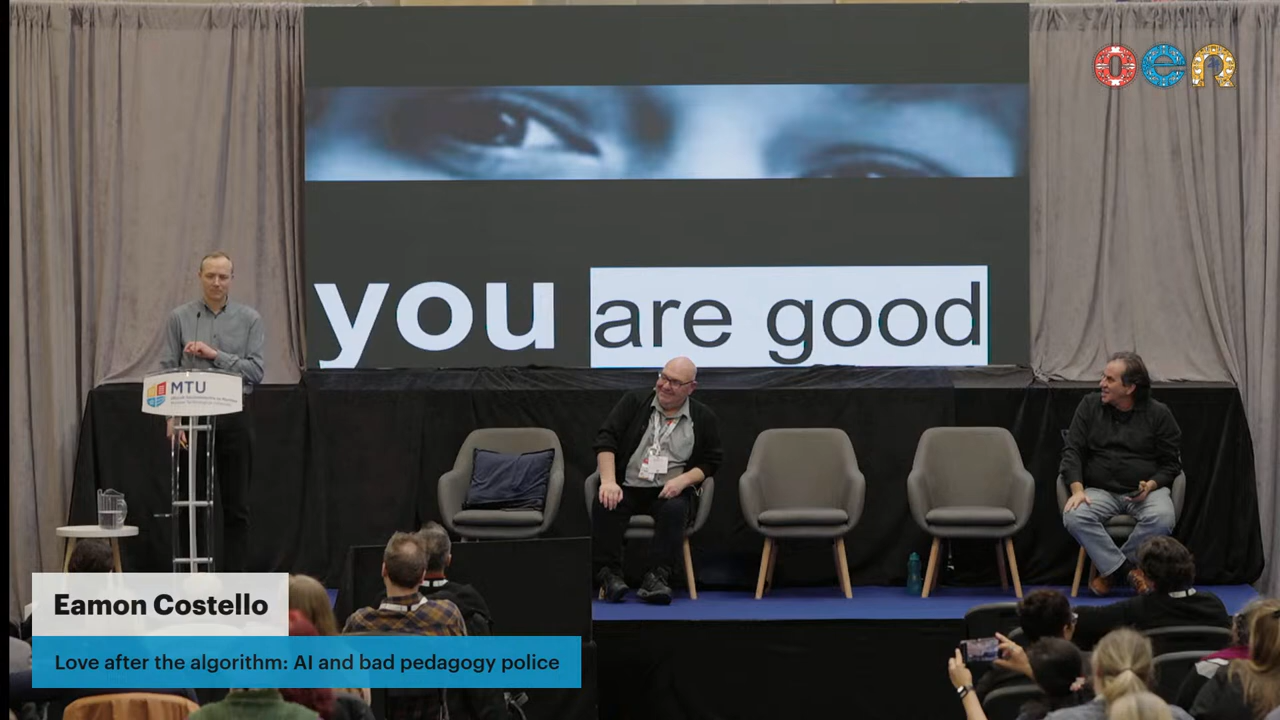 OER
you are good
MTU
Eamon Costello
Love after the algorithm: AI and bad pedagogy police